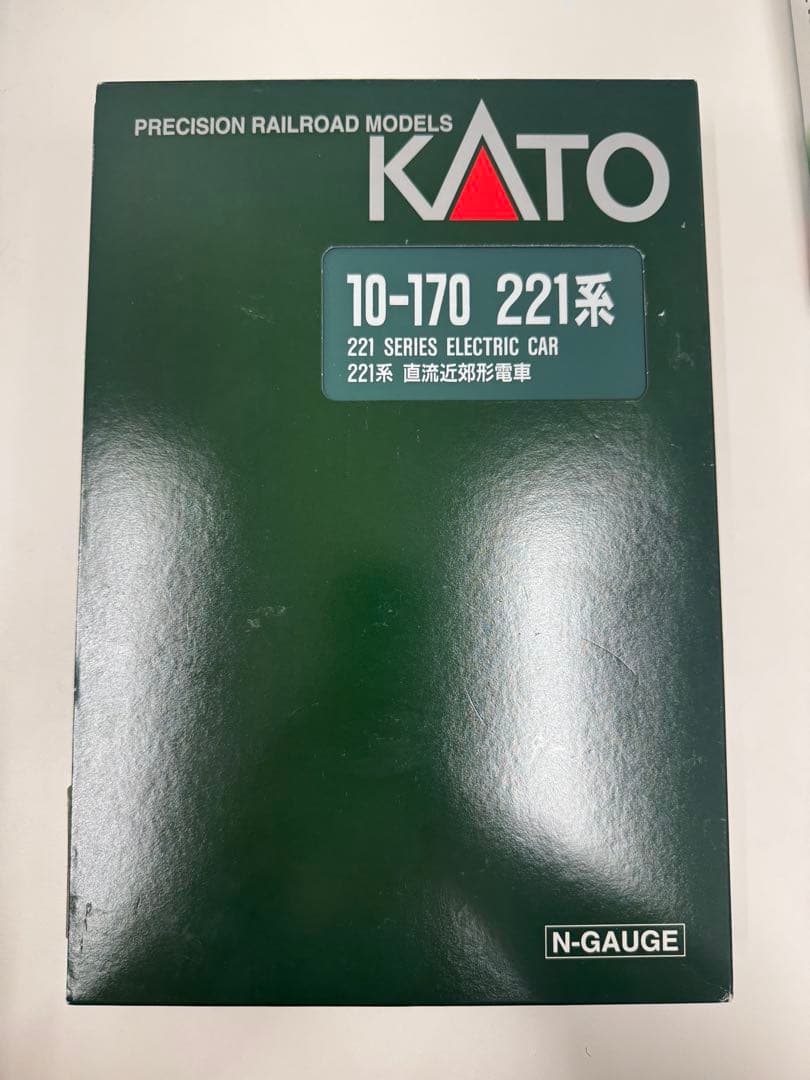 PRECISION RAILROAD MODELS
KATO
10-170 221系
221 SERIES ELECTRIC CAR
221系 直流近郊形電車
N-GAUGE